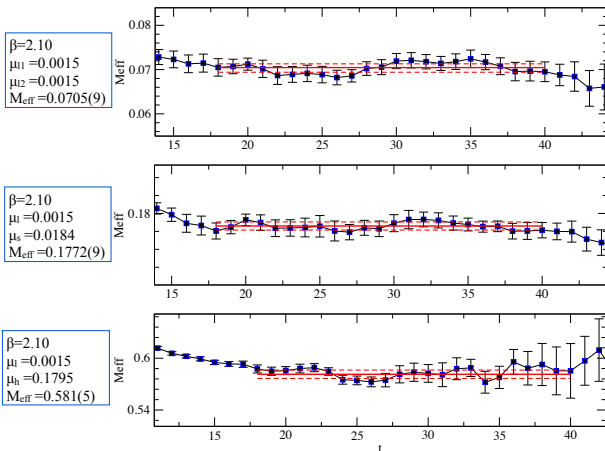 β=2.10
μl1 =0.0015
μl2 =0.0015
Meff =0.0705(9)
Meff
0.08
0.07
0.06
15 20 25 30 35 40
β=2.10
μl =0.0015
μs =0.0184
Meff =0.1772(9)
Meff
0.18
15 20 25 30 35 40
β=2.10
μl =0.0015
μh =0.1795
Meff =0.581(5)
Meff
0.6
0.54
15 20 25 30 35 40
t